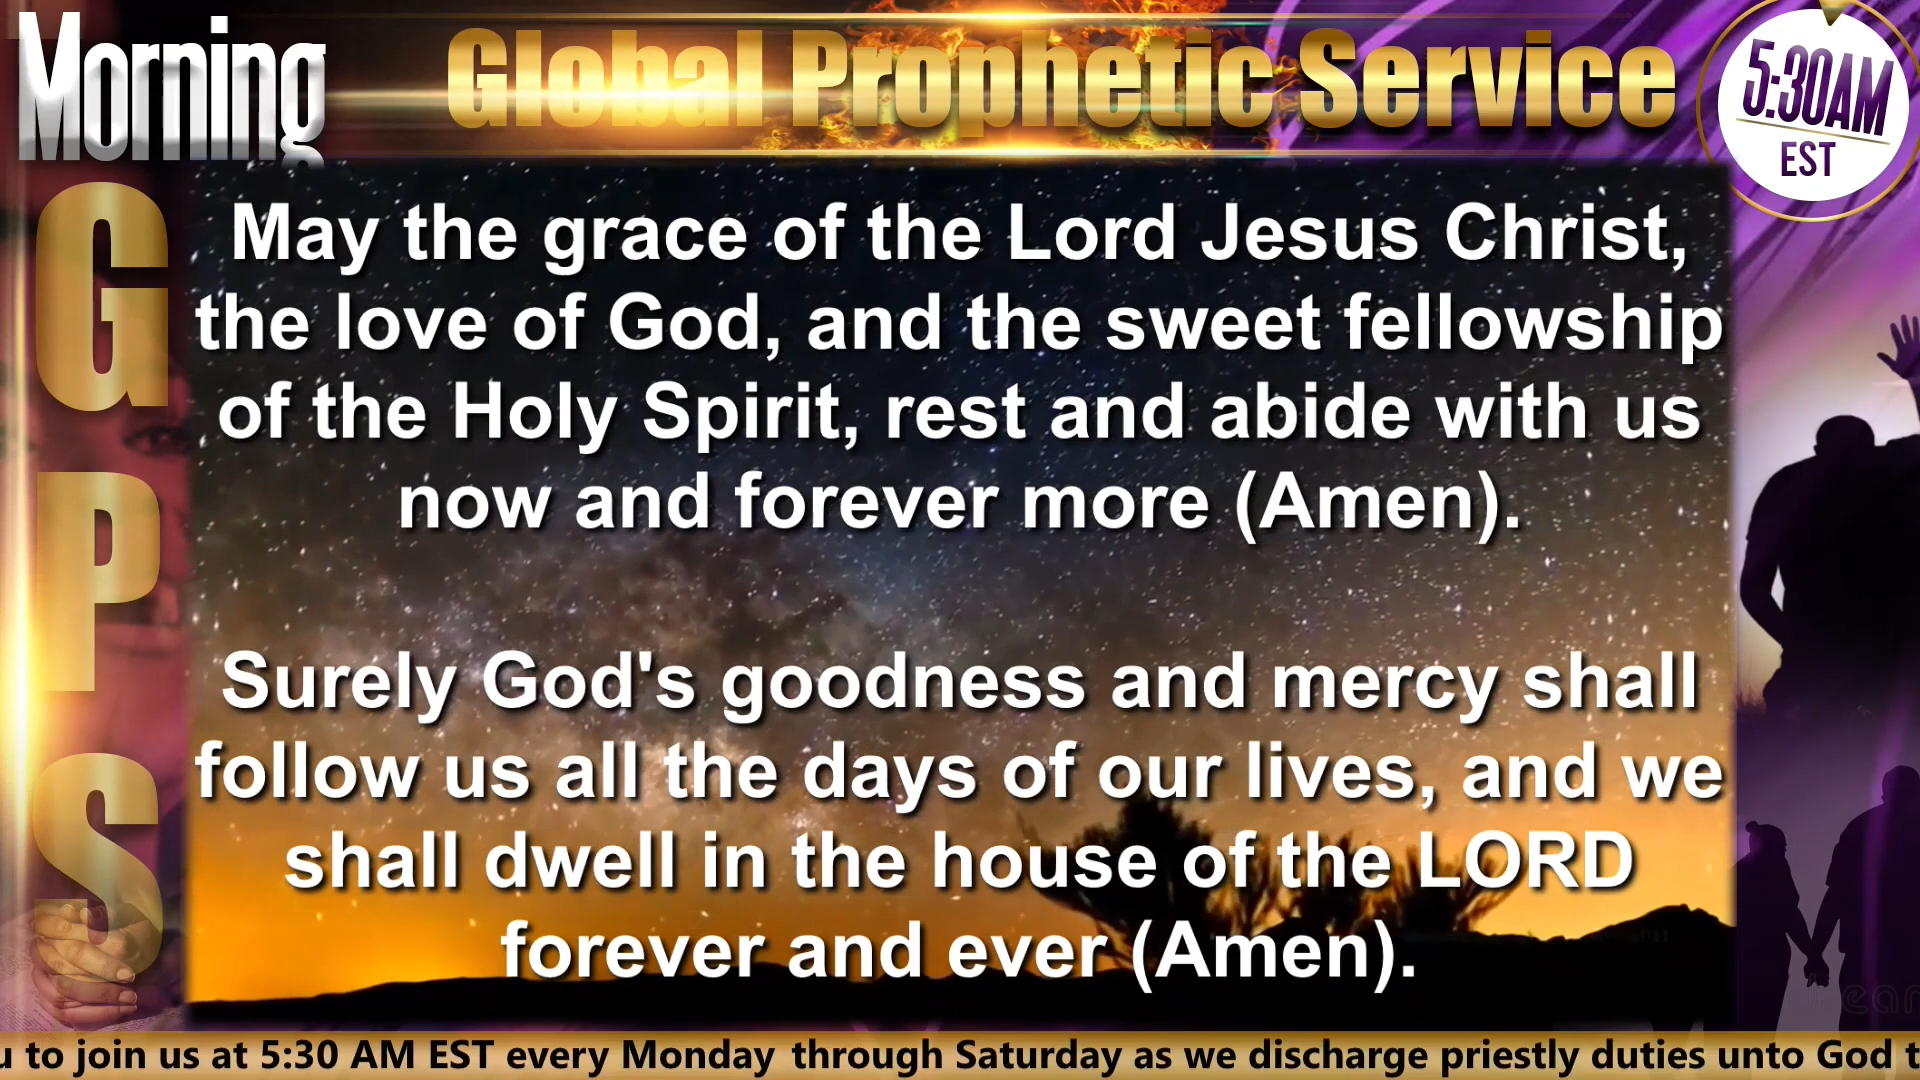 Morning
Global Prophetic Service
5:30AM
EST
G
P
S
May the grace of the Lord Jesus Christ,
the love of God, and the sweet fellowship
of the Holy Spirit, rest and abide with us
now and forever more (Amen).
Surely God's goodness and mercy shall
follow us all the days of our lives, and we
shall dwell in the house of the LORD
forever and ever (Amen).
to join us at 5:30 AM EST every Monday through Saturday as we discharge priestly duties unto God